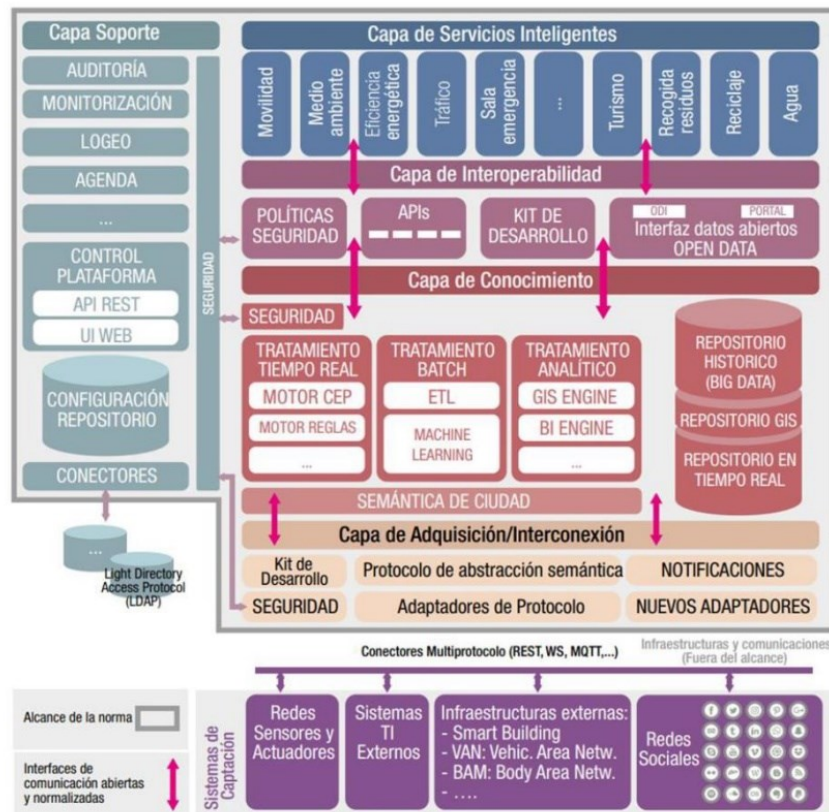 Capa Soporte
AUDITORÍA
MONITORIZACIÓN
LOGEO
AGENDA
...
CONTROL
PLATAFORMA
API REST
UI WEB
CONFIGURACIÓN
REPOSITORIO
CONECTORES
SEGURIDAD
...
Light Directory
Access Protocol
(LDAP)
Capa de Servicios Inteligentes
Movilidad
Medio
ambiente
Eficiencia
energética
Tráfico
Sala
emergencia
...
Turismo
Recogida
residuos
Reciclaje
Agua
Capa de Interoperabilidad
POLÍTICAS
SEGURIDAD
APIs
KIT DE
DESARROLLO
ODI
PORTAL
Interfaz datos abiertos
OPEN DATA
Capa de Conocimiento
SEGURIDAD
TRATAMIENTO
TIEMPO REAL
MOTOR CEP
MOTOR REGLAS
...
TRATAMIENTO
BATCH
ETL
MACHINE
LEARNING
TRATAMIENTO
ANALÍTICO
GIS ENGINE
BI ENGINE
...
REPOSITORIO
HISTORICO
(BIG DATA)
REPOSITORIO GIS
REPOSITORIO EN
TIEMPO REAL
SEMÁNTICA DE CIUDAD
Capa de Adquisición/Interconexión
Kit de
Desarrollo
Protocolo de abstracción semántica
NOTIFICACIONES
SEGURIDAD
Adaptadores de Protocolo
NUEVOS ADAPTADORES
Conectores Multiprotocolo (REST, WS, MQTT,...)
Infraestructuras y comunicaciones
(Fuera del alcance)
Alcance de la norma
Interfaces de
comunicación abiertas
y normalizadas
Sistemas de
Captación
Redes
Sensores y
Actuadores
Sistemas
TI
Externos
Infraestructuras externas:
- Smart Building
- VAN: Vehic. Area Netw.
- BAM: Body Area Netw.
- ....
Redes
Sociales